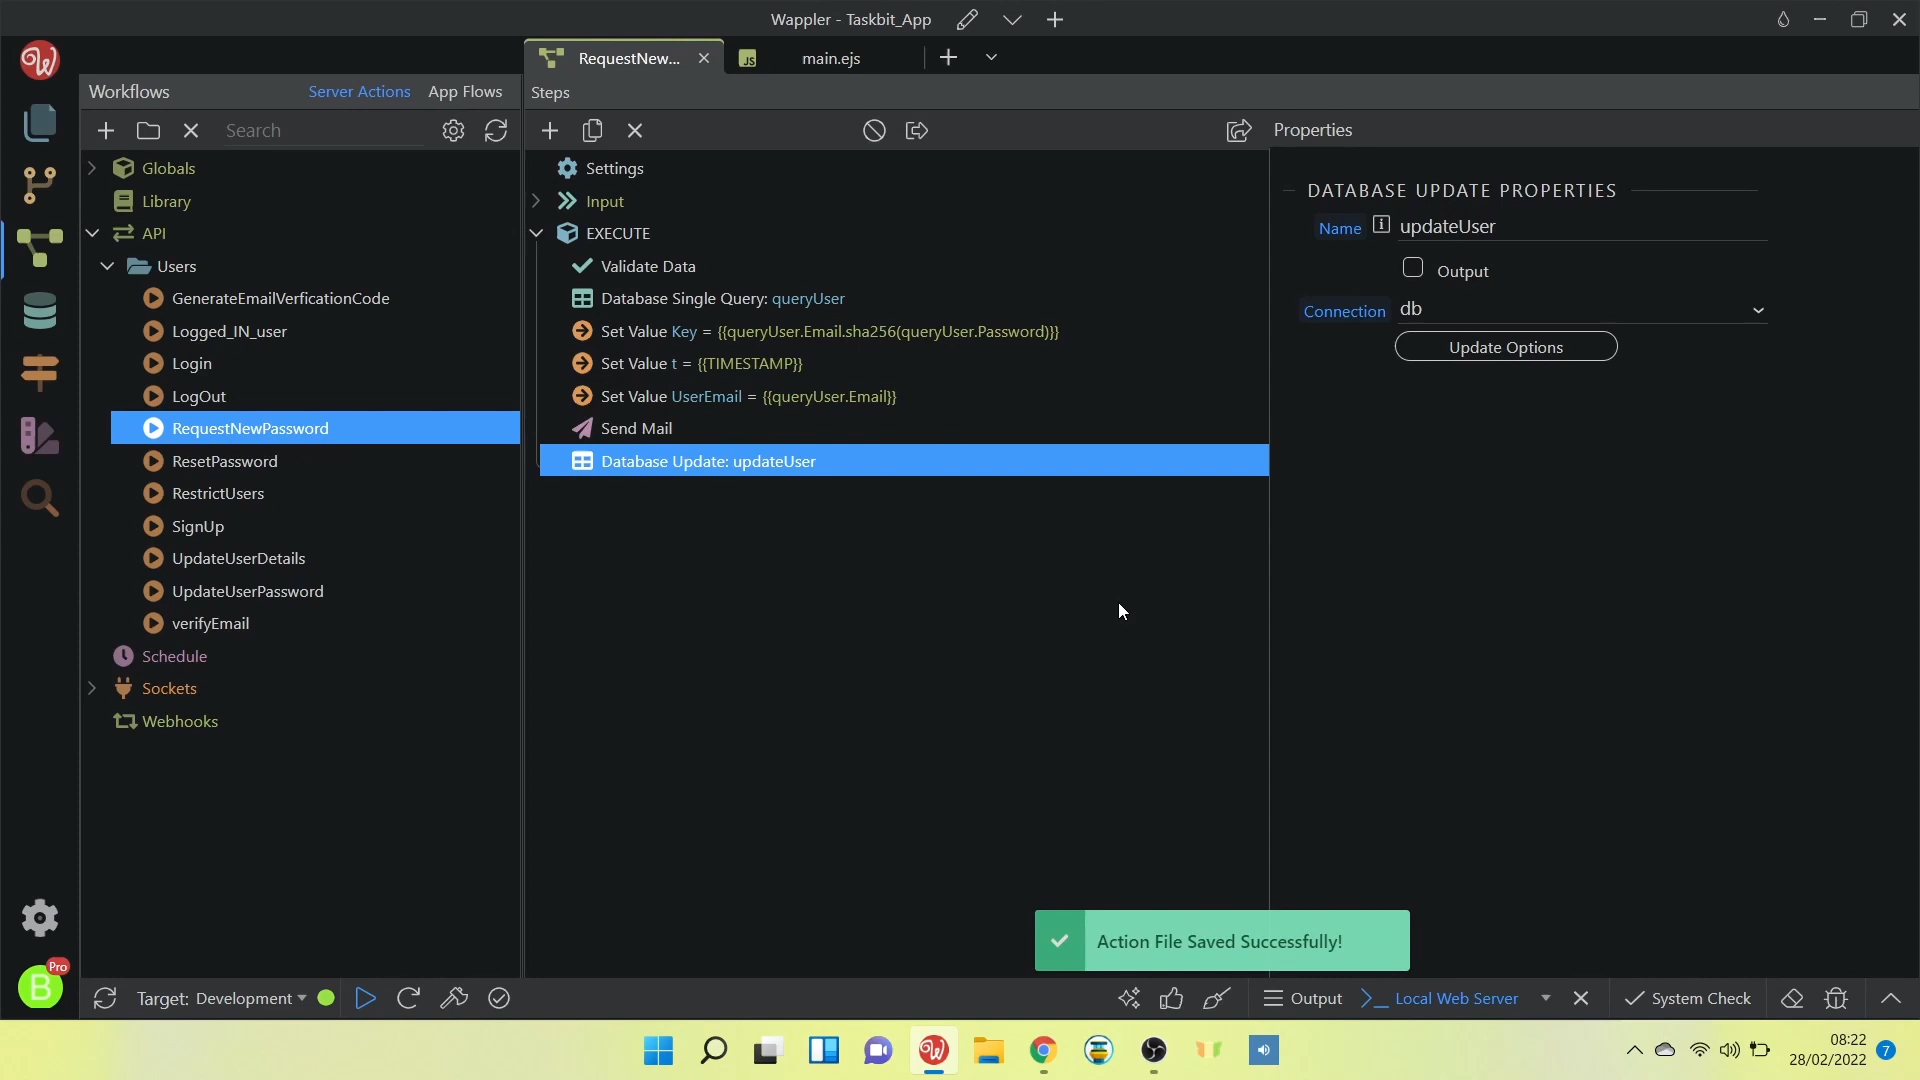 Wappler - Taskbit_App
RequestNew...
JS
main.ejs
Workflows
Server Actions
App Flows
Steps
Search
Properties
Globals
Library
API
Users
GenerateEmailVerficationCode
Logged_IN_user
Login
LogOut
RequestNewPassword
ResetPassword
RestrictUsers
SignUp
UpdateUserDetails
UpdateUserPassword
verifyEmail
Schedule
Sockets
Webhooks
Settings
Input
EXECUTE
Validate Data
Database Single Query: queryUser
Set Value Key = {{queryUser.Email.sha256(queryUser.Password)}}
Set Value t = {{TIMESTAMP}}
Set Value UserEmail = {{queryUser.Email}}
Send Mail
Database Update: updateUser
DATABASE UPDATE PROPERTIES
Name
updateUser
Output
Connection
db
Update Options
Action File Saved Successfully!
Pro
B
Target: Development
Output
Local Web Server
System Check
08:22
28/02/2022
7